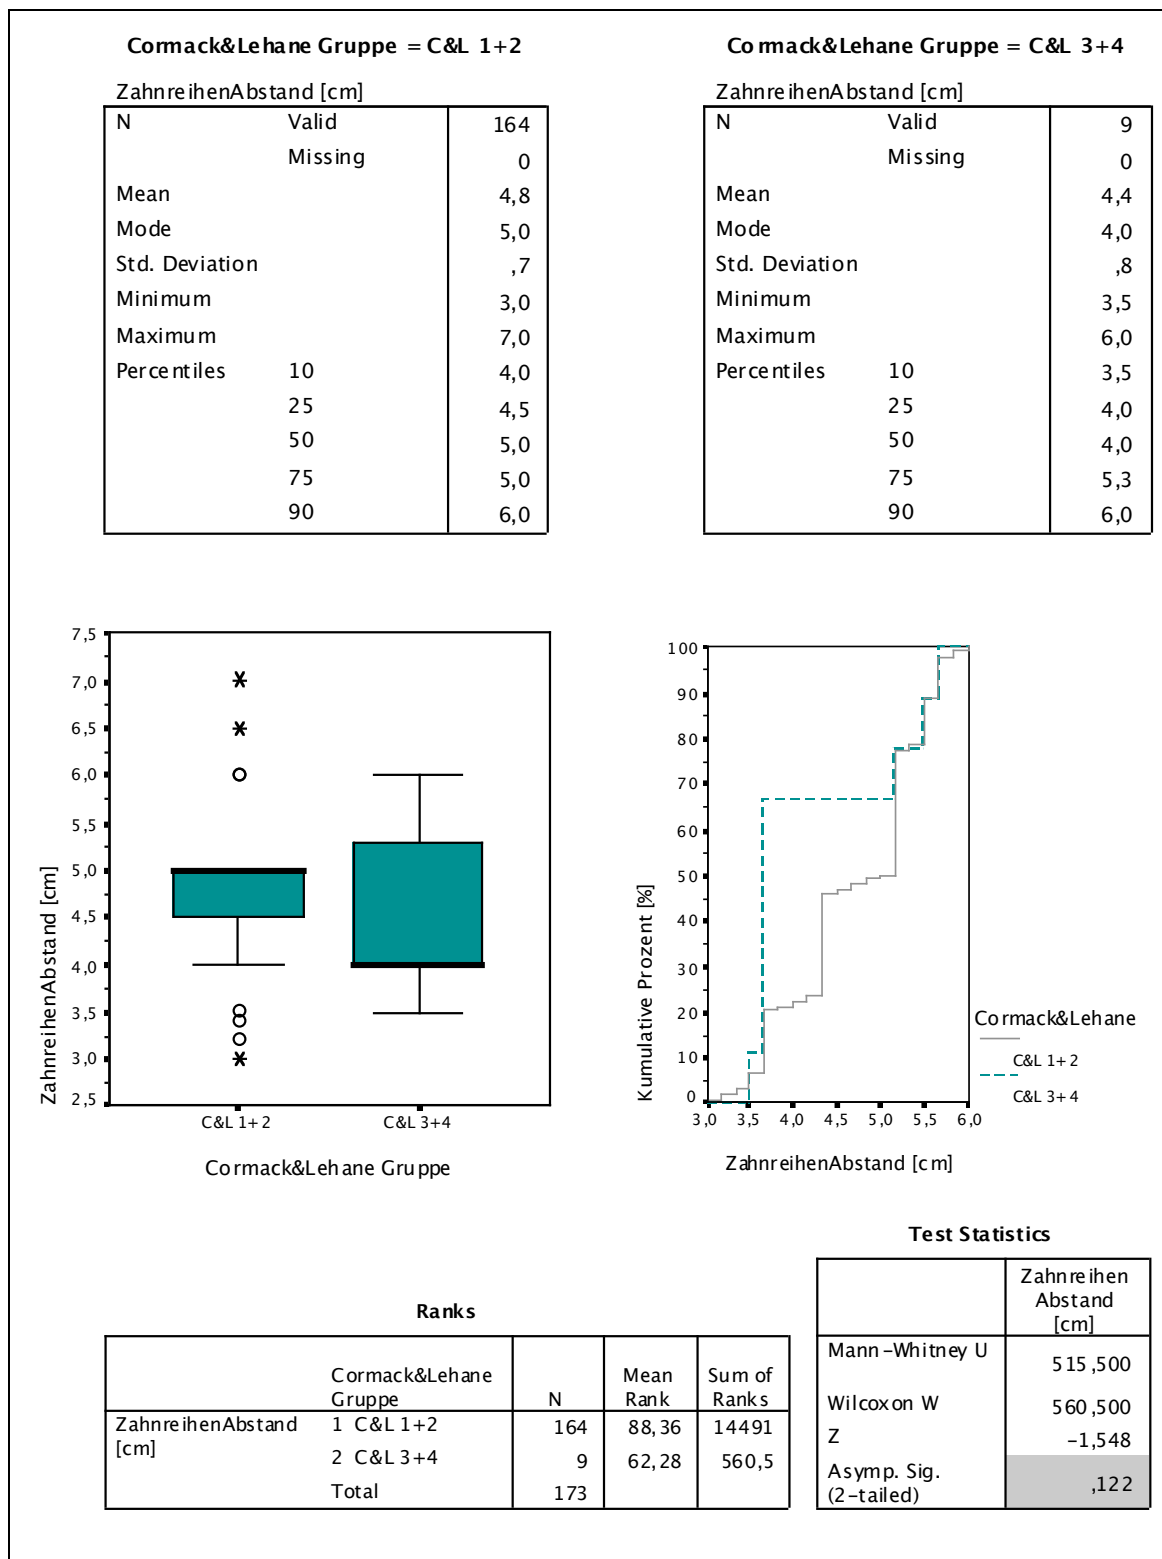 Cormack&Lehane Gruppe = C&L 1+2
ZahnreihenAbstand [cm]
N Valid 164
Missing 0
Mean 4,8
Mode 5,0
Std. Deviation ,7
Minimum 3,0
Maximum 7,0
Percentiles 10 4,0
25 4,5
50 5,0
75 5,0
90 6,0
Cormack&Lehane Gruppe = C&L 3+4
ZahnreihenAbstand [cm]
N Valid 9
Missing 0
Mean 4,4
Mode 4,0
Std. Deviation ,8
Minimum 3,5
Maximum 6,0
Percentiles 10 3,5
25 4,0
50 4,0
75 5,3
90 6,0
ZahnreihenAbstand [cm]
7,5
7,0
6,5
6,0
5,5
5,0
4,5
4,0
3,5
3,0
2,5
C&L 1+2 C&L 3+4
Cormack&Lehane Gruppe
Kumulative Prozent [%]
100
90
80
70
60
50
40
30
20
10
0
3,0 3,5 4,0 4,5 5,0 5,5 6,0
ZahnreihenAbstand [cm]
Cormack&Lehane
C&L 1+2
C&L 3+4
Ranks
Cormack&Lehane
Gruppe N Mean
Rank Sum of
Ranks
ZahnreihenAbstand
[cm] 1 C&L 1+2 164 88,36 14491
2 C&L 3+4 9 62,28 560,5
Total 173
Test Statistics
Zahnreihen
Abstand
[cm]
Mann-Whitney U 515,500
Wilcoxon W 560,500
Z -1,548
Asymp. Sig.
(2-tailed) ,122